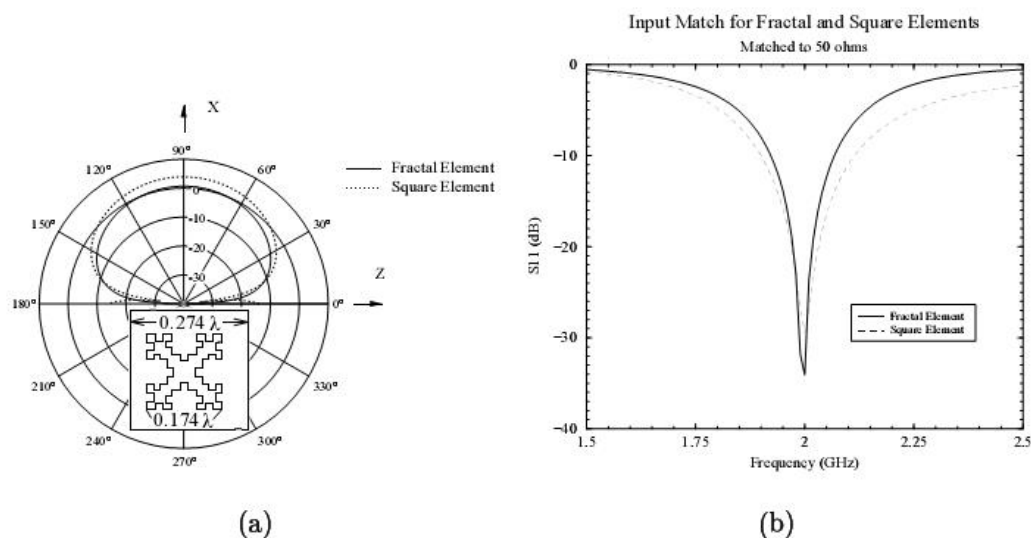 X
90°
120°
60°
150°
30°
180°
Z
0°
210°
330°
240°
300°
270°
0
-10
-20
-30
Fractal Element
Square Element
0.274 λ
0.174 λ
(a)
Input Match for Fractal and Square Elements
Matched to 50 ohms
0
-10
-20
-30
-40
S11 (dB)
1.5
1.75
2
2.25
2.5
Frequency (GHz)
Fractal Element
Square Element
(b)